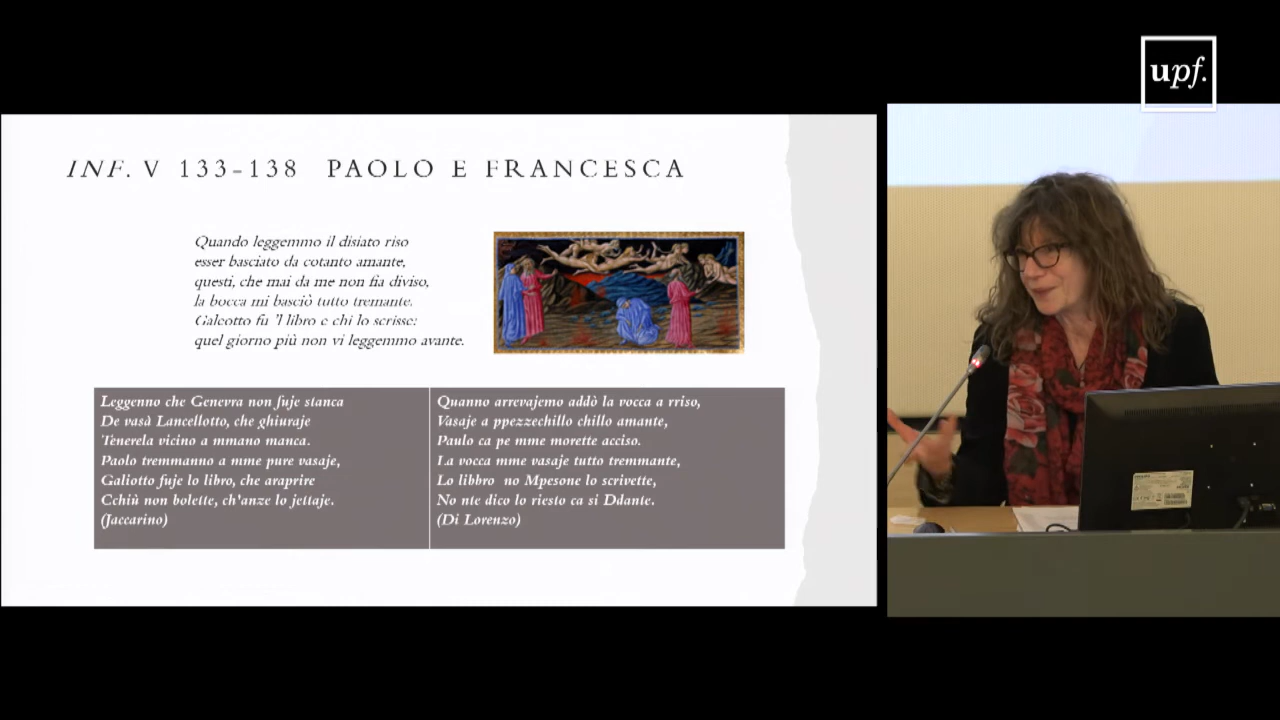 upf.
INF. V 133-138 PAOLO E FRANCESCA
Quando leggemmo il disiato riso
esser basciato da cotanto amante,
questi, che mai da me non fia diviso,
la bocca mi basciò tutto tremante.
Galeotto fu 'l libro e chi lo scrisse:
quel giorno più non vi leggemmo avante.
Leggenno che Genevra non fuje stanca
De vasà Lancellotto, che ghiuraje
Tenerela vicino a mmano manca.
Paolo tremmanno a mme pure vasaje,
Galiotto fuje lo libro, che araprire
Cchiù non bolette, ch'anze lo jettaje.
(Jaccarino)
Quanno arrevajemo addò la vocca a rriso,
Vasaje a ppezzechillo chillo amante,
Paulo ca pe mme morette acciso.
La vocca mme vasaje tutto tremmante,
Lo libbro no Mpesone lo scrivette,
No nte dico lo riesto ca si Ddante.
(Di Lorenzo)
PHILIPS